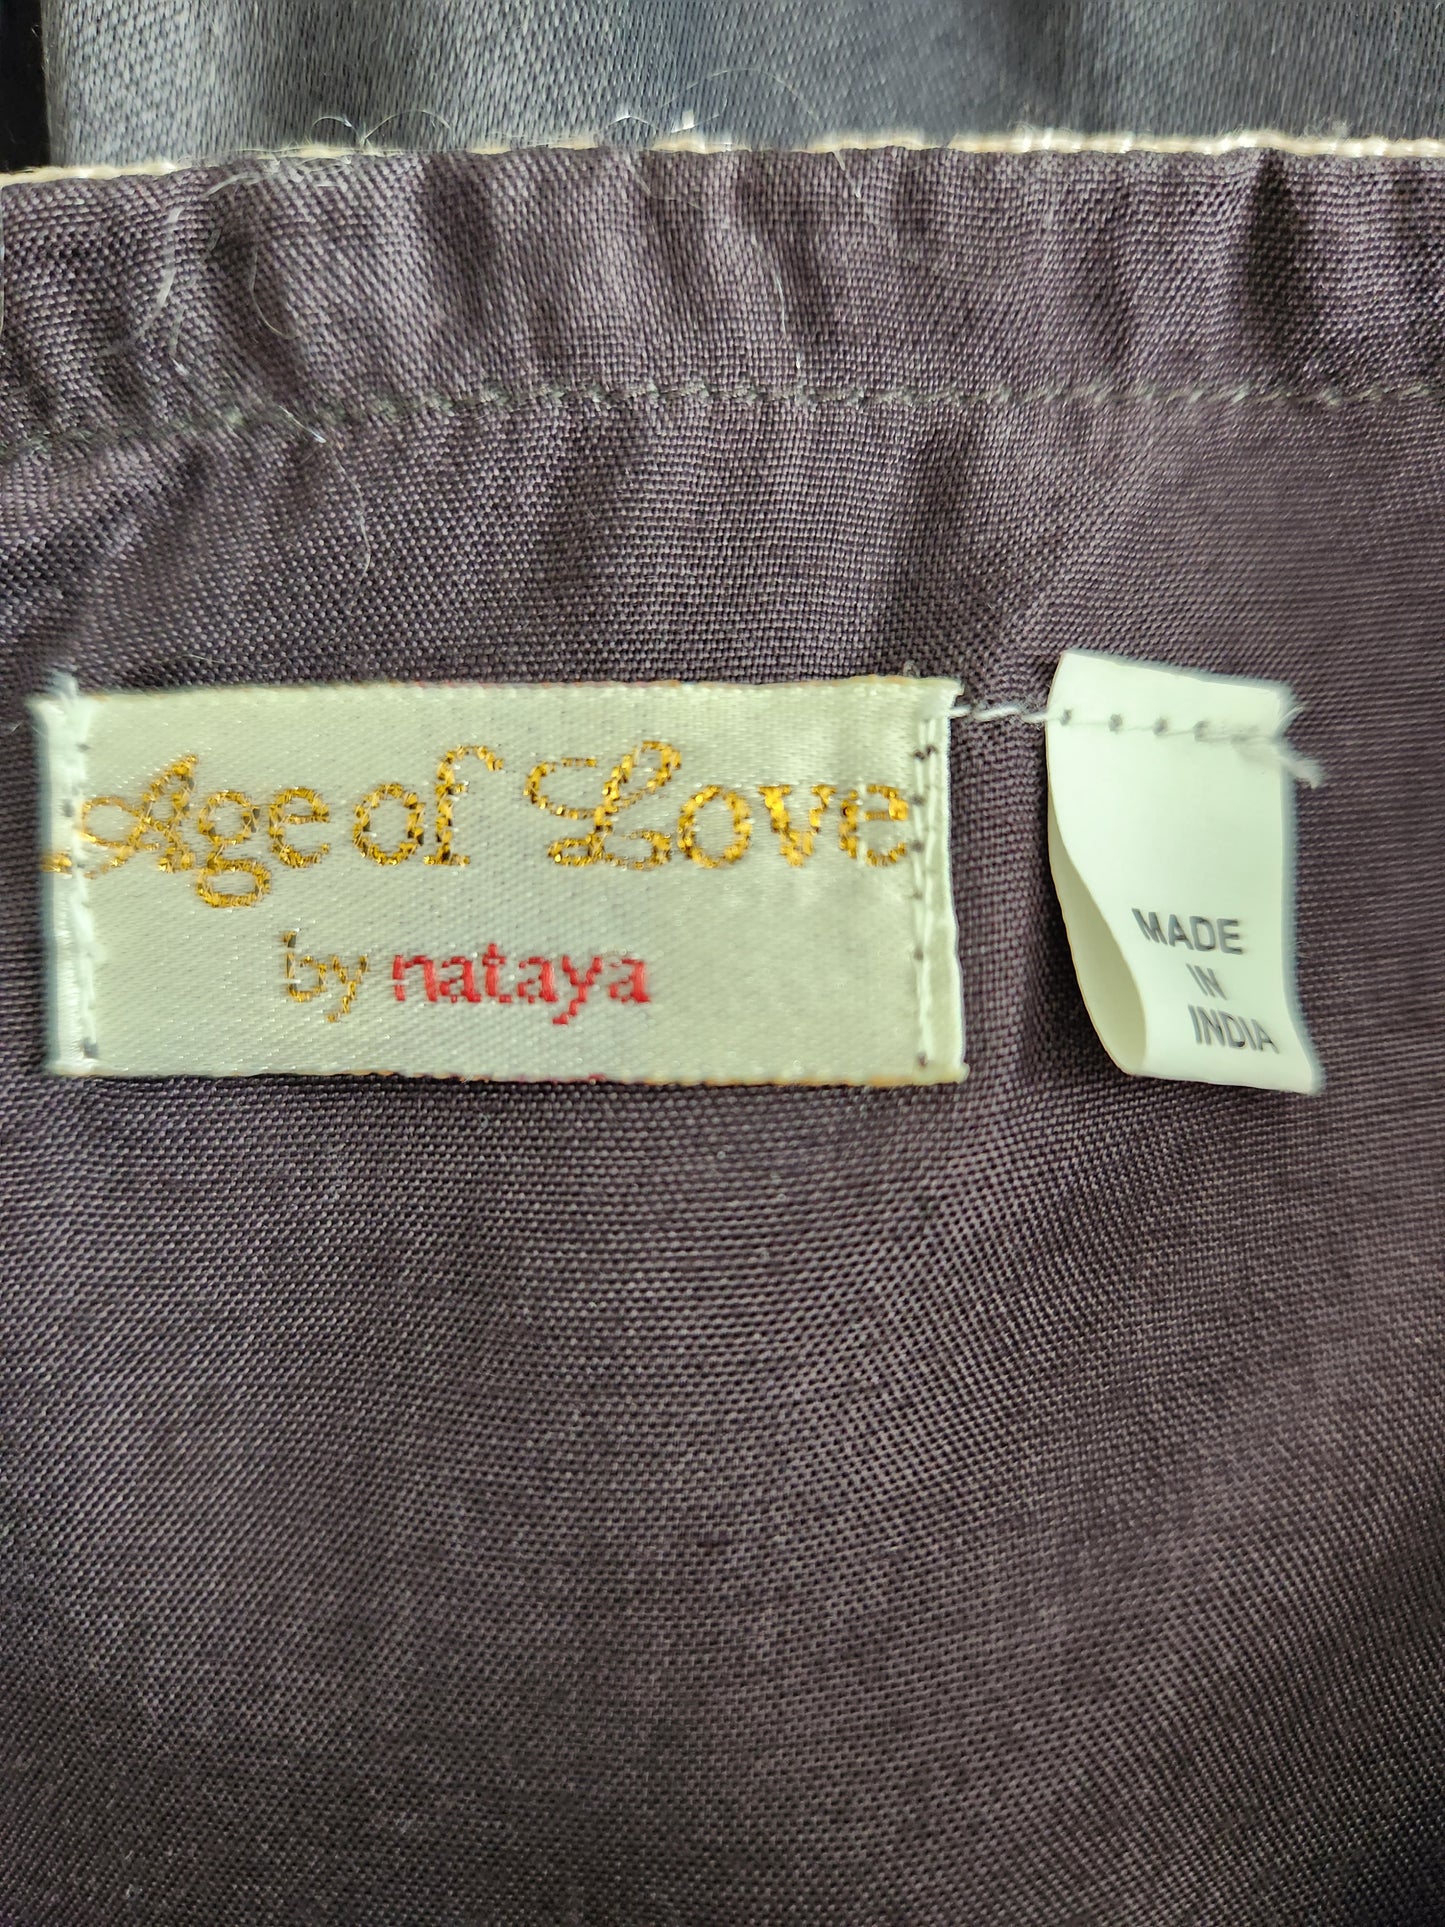 Age of Love
by nataya
MADE
IN
INDIA